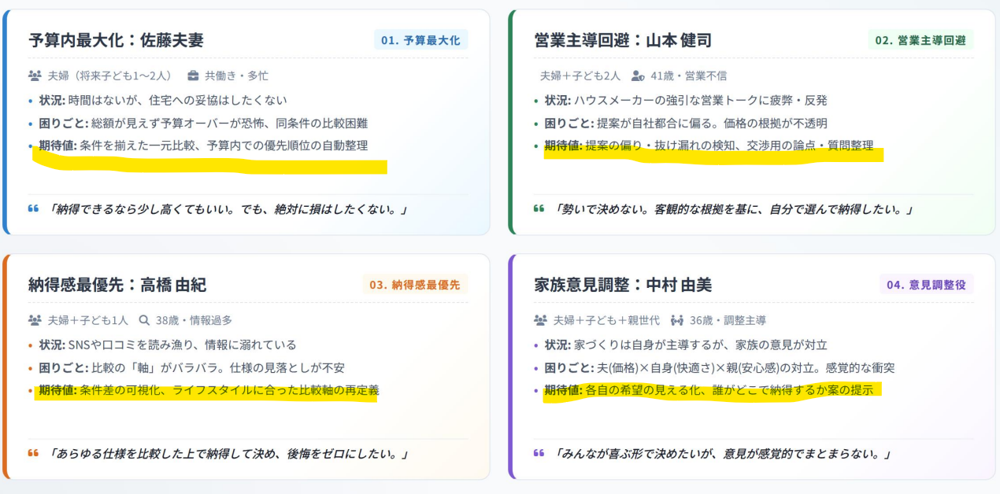 予算内最大化：佐藤夫妻
01. 予算最大化
夫婦（将来子ども1〜2人） 共働き・多忙
• 状況: 時間はないが、住宅への妥協はしたくない
• 困りごと: 総額が見えず予算オーバーが恐怖、同条件の比較困難
• 期待値: 条件を揃えた一元比較、予算内での優先順位の自動整理
❝ 「納得できるなら少し高くてもいい。でも、絶対に損はしたくない。」
営業主導回避：山本 健司
02. 営業主導回避
夫婦＋子ども2人 41歳・営業不信
• 状況: ハウスメーカーの強引な営業トークに疲弊・反発
• 困りごと: 提案が自社都合に偏る。価格の根拠が不透明
• 期待値: 提案の偏り・抜け漏れの検知、交渉用の論点・質問整理
❝ 「勢いで決めない。客観的な根拠を基に、自分で選んで納得したい。」
納得感最優先：高橋 由紀
03. 納得感最優先
夫婦＋子ども1人 38歳・情報過多
• 状況: SNSや口コミを読み漁り、情報に溺れている
• 困りごと: 比較の「軸」がバラバラ。仕様の見落としが不安
• 期待値: 条件差の可視化、ライフスタイルに合った比較軸の再定義
❝ 「あらゆる仕様を比較した上で納得して決め、後悔をゼロにしたい。」
家族意見調整：中村 由美
04. 意見調整役
夫婦＋子ども＋親世代 36歳・調整主導
• 状況: 家づくりは自身が主導するが、家族の意見が対立
• 困りごと: 夫(価格)×自身(快適さ)×親(安心感)の対立。感覚的な衝突
• 期待値: 各自の希望の見える化、誰がどこで納得するか案の提示
❝ 「みんなが喜ぶ形で決めたいが、意見が感覚的でまとまらない。」